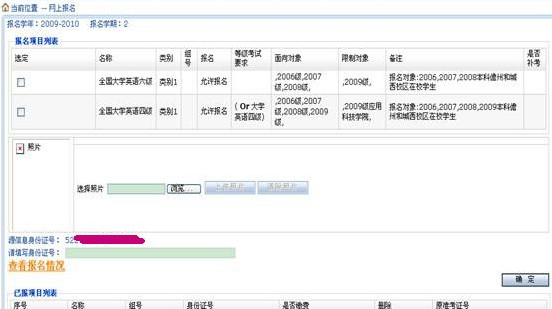 当前位置 -- 网上报名
报名学年：2009-2010 报名学期：2
报名项目列表
选定 名称 类别 组号 报名 等级考试要求 面向对象 限制对象 备注 是否补考
全国大学英语六级 类别1 允许报名 ,2006级,2007级,2008级, ,2009级, 报名对象:2006,2007,2008本科儋州和城西校区在校学生
全国大学英语四级 类别1 允许报名 ( Or 大学英语四级) ,2006级,2007级,2008级,2009级, ,2009级应用科技学院, 报名对象:2006,2007,2008,2009本科儋州和城西校区在校学生
照片
选择照片 浏览... 上传照片 清除照片
源信息身份证号：52
请填写身份证号：
查看报名情况
确 定
已报项目列表
序号 名称 组号 身份证号 是否缴费 删除 原准考证号